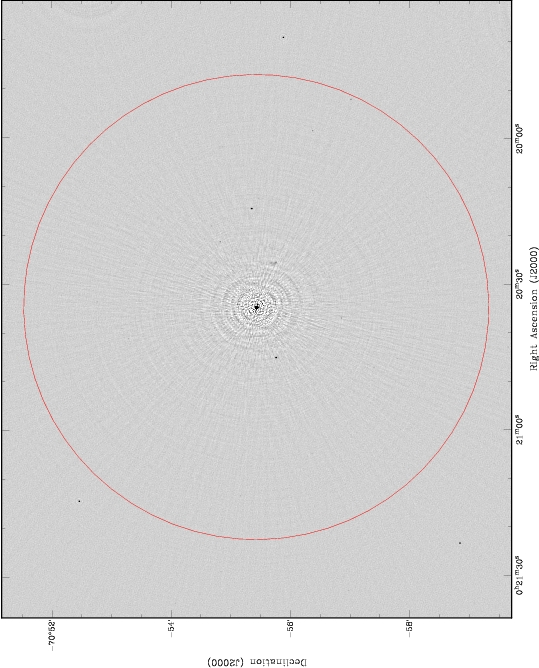 20ᵐ00ˢ
20ᵐ30ˢ
21ᵐ00ˢ
0ʰ21ᵐ30ˢ
Right Ascension (J2000)
-70°52'
-54'
-56'
-58'
Declination (J2000)